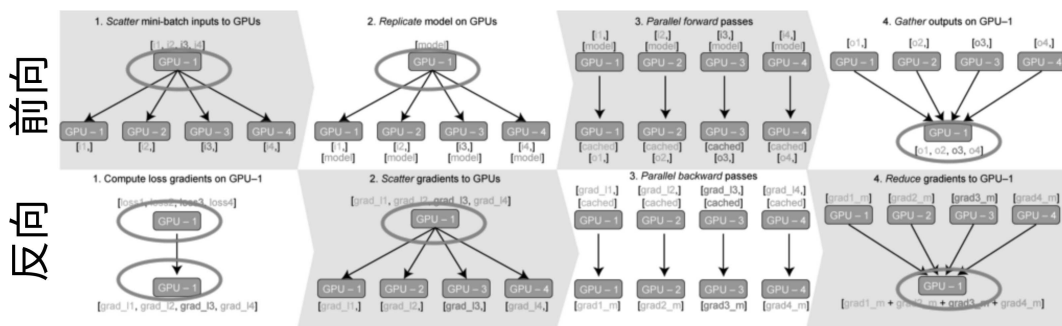 前向
1. Scatter mini-batch inputs to GPUs
[i1, i2, i3, i4]
GPU – 1
GPU – 1 GPU – 2 GPU – 3 GPU – 4
[i1,] [i2,] [i3,] [i4,]
2. Replicate model on GPUs
[model]
GPU – 1
GPU – 1 GPU – 2 GPU – 3 GPU – 4
[i1,] [i2,] [i3,] [i4,]
[model] [model] [model] [model]
3. Parallel forward passes
[i1,] [i2,] [i3,] [i4,]
[model] [model] [model] [model]
GPU – 1 GPU – 2 GPU – 3 GPU – 4
GPU – 1 GPU – 2 GPU – 3 GPU – 4
[cached] [cached] [cached] [cached]
[o1,] [o2,] [o3,] [o4,]
4. Gather outputs on GPU–1
[o1,] [o2,] [o3,] [o4,]
GPU – 1 GPU – 2 GPU – 3 GPU – 4
GPU – 1
[o1, o2, o3, o4]
反向
1. Compute loss gradients on GPU–1
[loss1, loss2, loss3, loss4]
GPU – 1
GPU – 1
[grad_l1, grad_l2, grad_l3, grad_l4]
2. Scatter gradients to GPUs
[grad_l1, grad_l2, grad_l3, grad_l4]
GPU – 1
GPU – 1 GPU – 2 GPU – 3 GPU – 4
[grad_l1,] [grad_l2,] [grad_l3,] [grad_l4,]
3. Parallel backward passes
[grad_l1,] [grad_l2,] [grad_l3,] [grad_l4,]
[cached] [cached] [cached] [cached]
GPU – 1 GPU – 2 GPU – 3 GPU – 4
GPU – 1 GPU – 2 GPU – 3 GPU – 4
[grad1_m] [grad2_m] [grad3_m] [grad4_m]
4. Reduce gradients to GPU–1
[grad1_m] [grad2_m] [grad3_m] [grad4_m]
GPU – 1 GPU – 2 GPU – 3 GPU – 4
GPU – 1
[grad1_m + grad2_m + grad3_m + grad4_m]